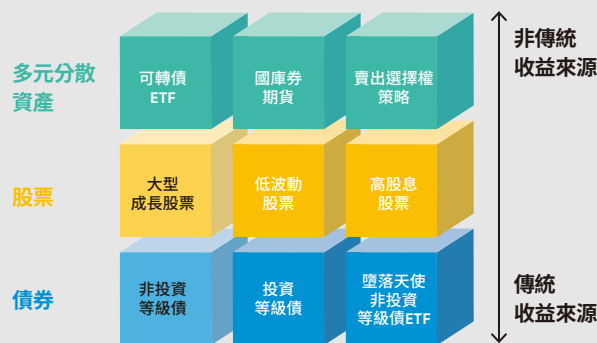 多元分散
資產
可轉債
ETF
國庫券
期貨
賣出選擇權
策略
非傳統
收益來源
股票
大型
成長股票
低波動
股票
高股息
股票
債券
非投資
等級債
投資
等級債
墮落天使
非投資
等級債ETF
傳統
收益來源